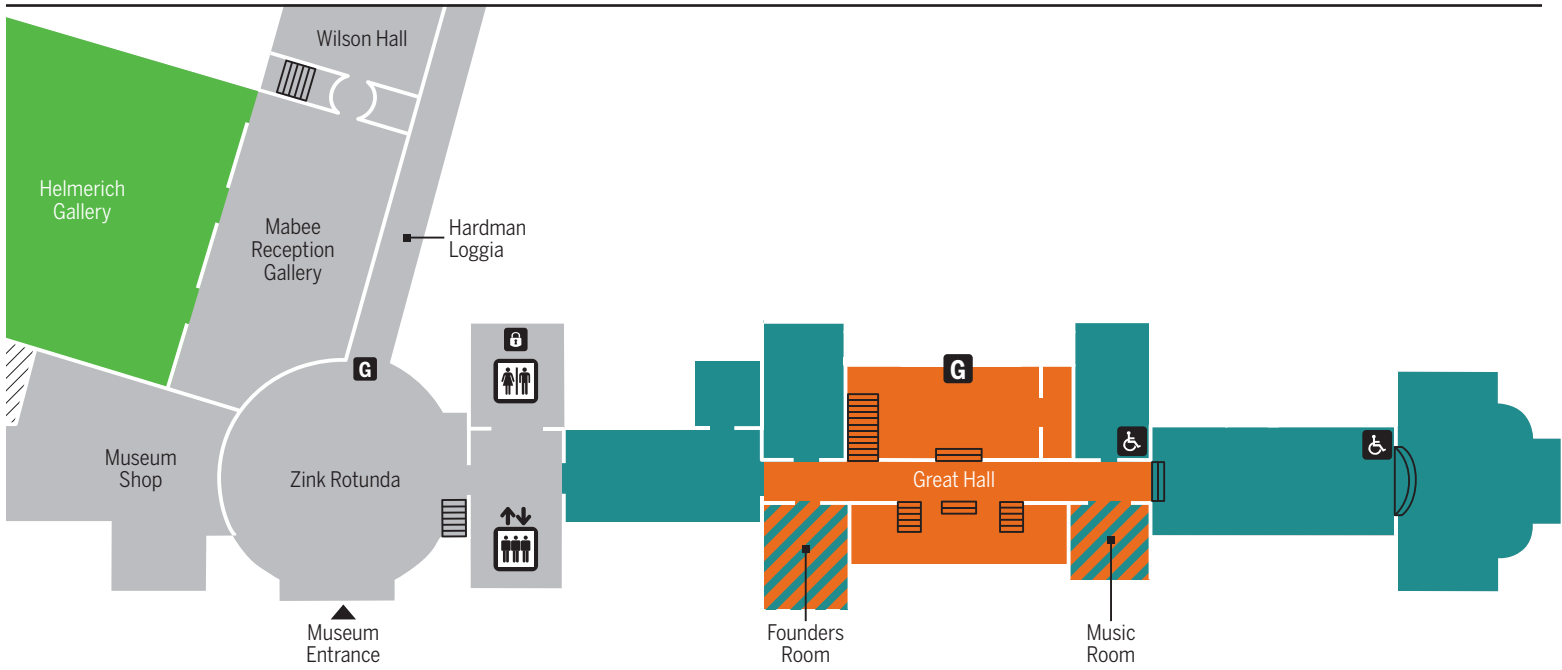 Wilson Hall
Helmerich
Gallery
Mabee
Reception
Gallery
Hardman
Loggia
G
G
Museum
Shop
Zink Rotunda
Great Hall
Museum
Entrance
Founders
Room
Music
Room